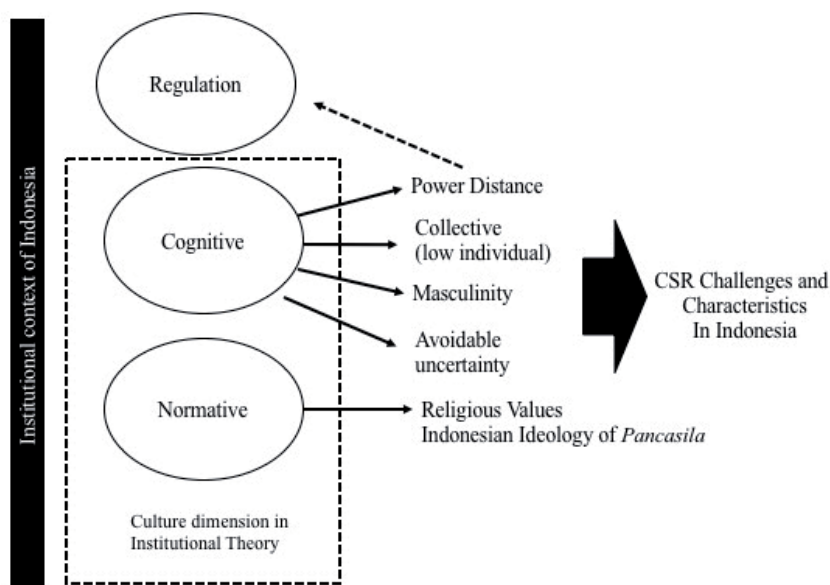 Institutional context of Indonesia
Regulation
Cognitive
Normative
Culture dimension in
Institutional Theory
Power Distance
Collective
(low individual)
Masculinity
Avoidable
uncertainty
Religious Values
Indonesian Ideology of Pancasila
CSR Challenges and
Characteristics
In Indonesia